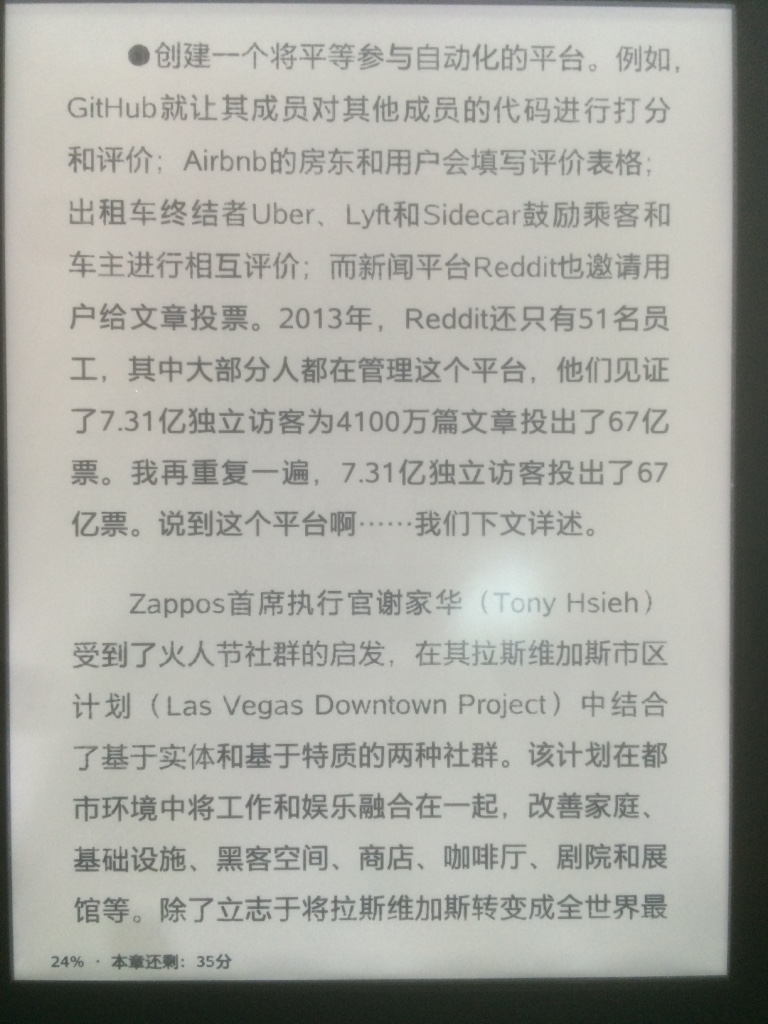 ●创建一个将平等参与自动化的平台。例如，
GitHub就让其成员对其他成员的代码进行打分
和评价；Airbnb的房东和用户会填写评价表格；
出租车终结者Uber、Lyft和Sidecar鼓励乘客和
车主进行相互评价；而新闻平台Reddit也邀请用
户给文章投票。2013年，Reddit还只有51名员
工，其中大部分人都在管理这个平台，他们见证
了7.31亿独立访客为4100万篇文章投出了67亿
票。我再重复一遍，7.31亿独立访客投出了67
亿票。说到这个平台啊……我们下文详述。
Zappos首席执行官谢家华（Tony Hsieh）
受到了火人节社群的启发，在其拉斯维加斯市区
计划（Las Vegas Downtown Project）中结合
了基于实体和基于特质的两种社群。该计划在都
市环境中将工作和娱乐融合在一起，改善家庭、
基础设施、黑客空间、商店、咖啡厅、剧院和展
馆等。除了立志于将拉斯维加斯转变成全世界最
24% · 本章还剩：35分